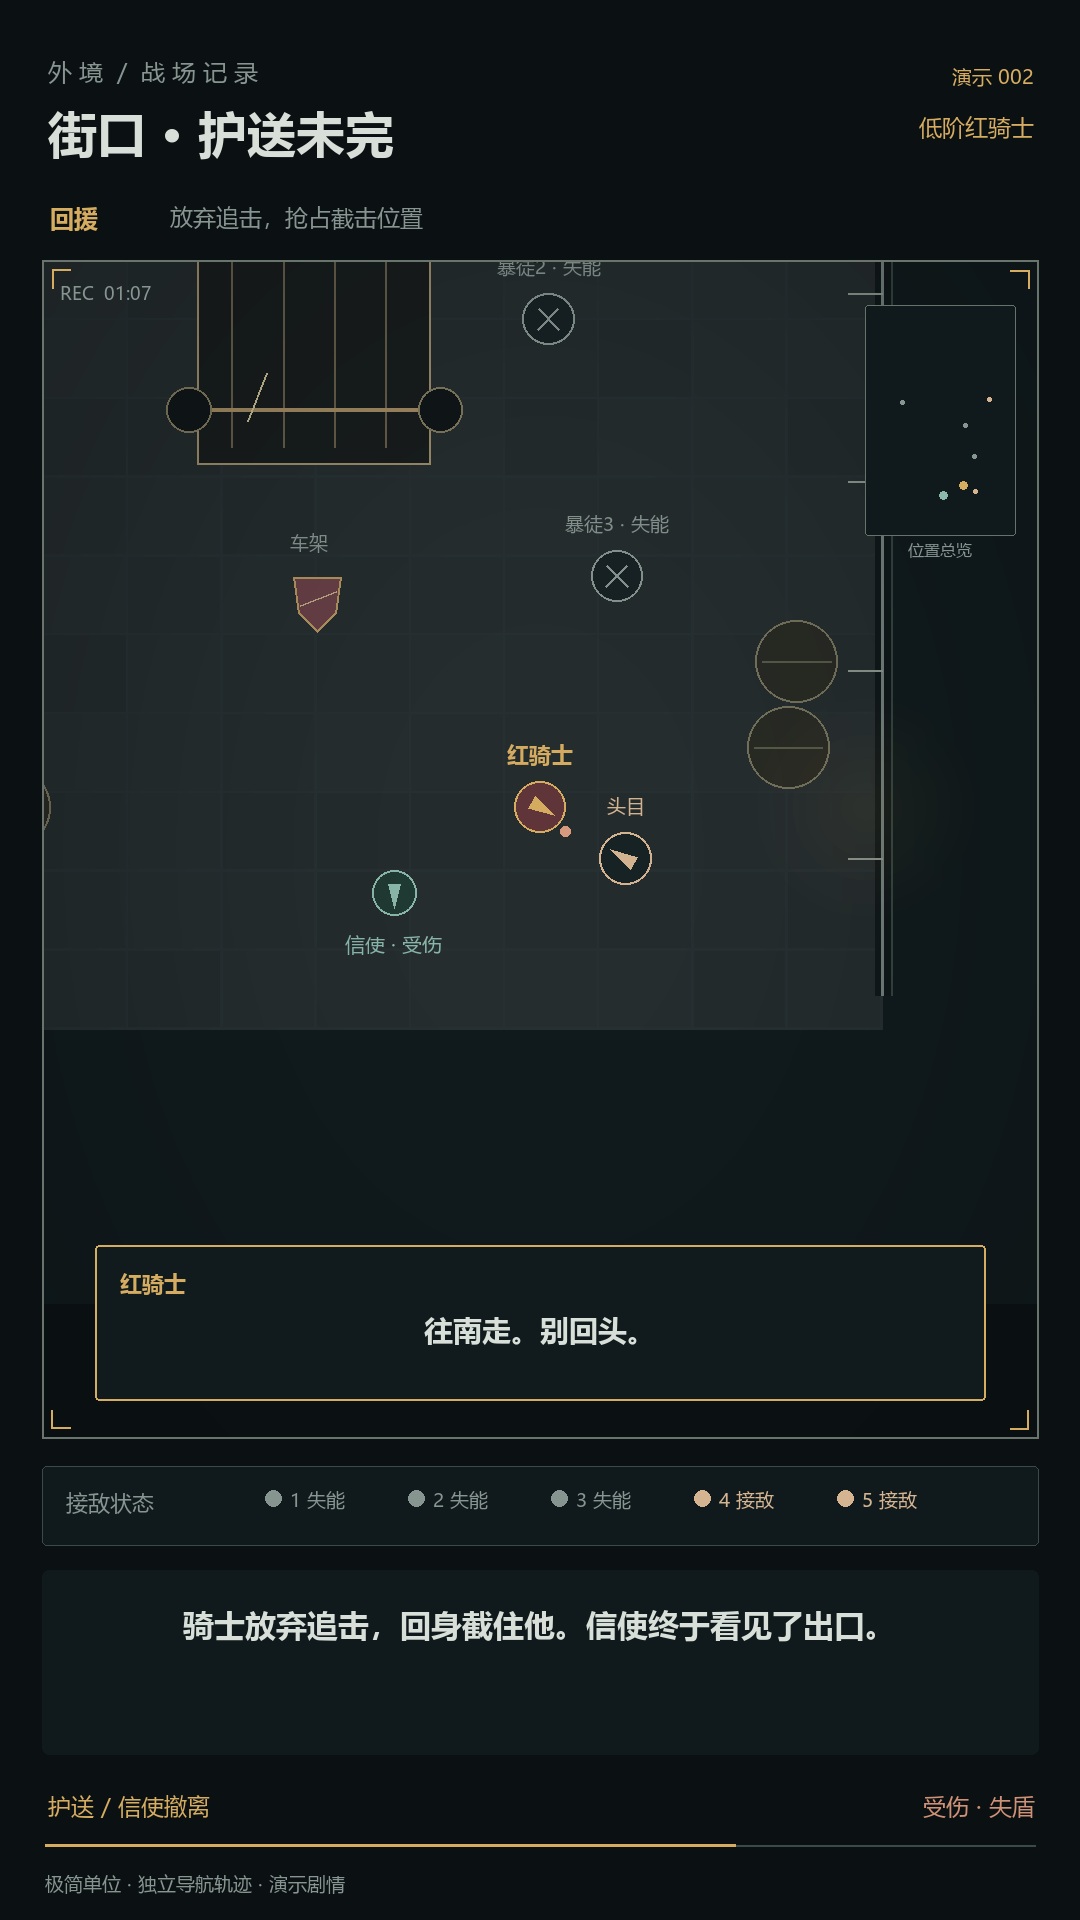 外境 / 战场记录
演示 002
街口·护送未完
低阶红骑士
回援 放弃追击，抢占截击位置
暴徒2 · 失能
REC 01:07
暴徒3 · 失能
车架
位置总览
红骑士
头目
信使 · 受伤
红骑士
往南走。别回头。
接敌状态 1 失能 2 失能 3 失能 4 接敌 5 接敌
骑士放弃追击，回身截住他。信使终于看见了出口。
护送 / 信使撤离
受伤 · 失盾
极简单位 · 独立导航轨迹 · 演示剧情